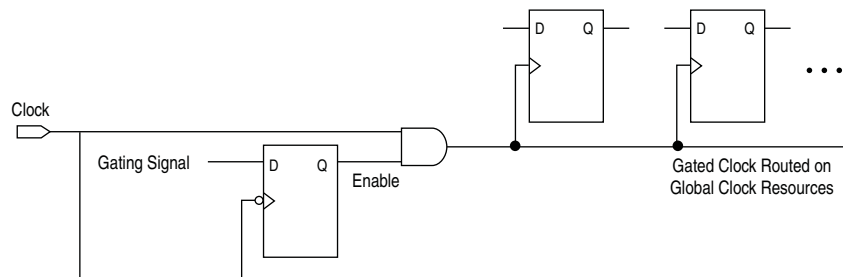 D Q
D Q
Clock
Gating Signal
D Q
Enable
Gated Clock Routed on
Global Clock Resources